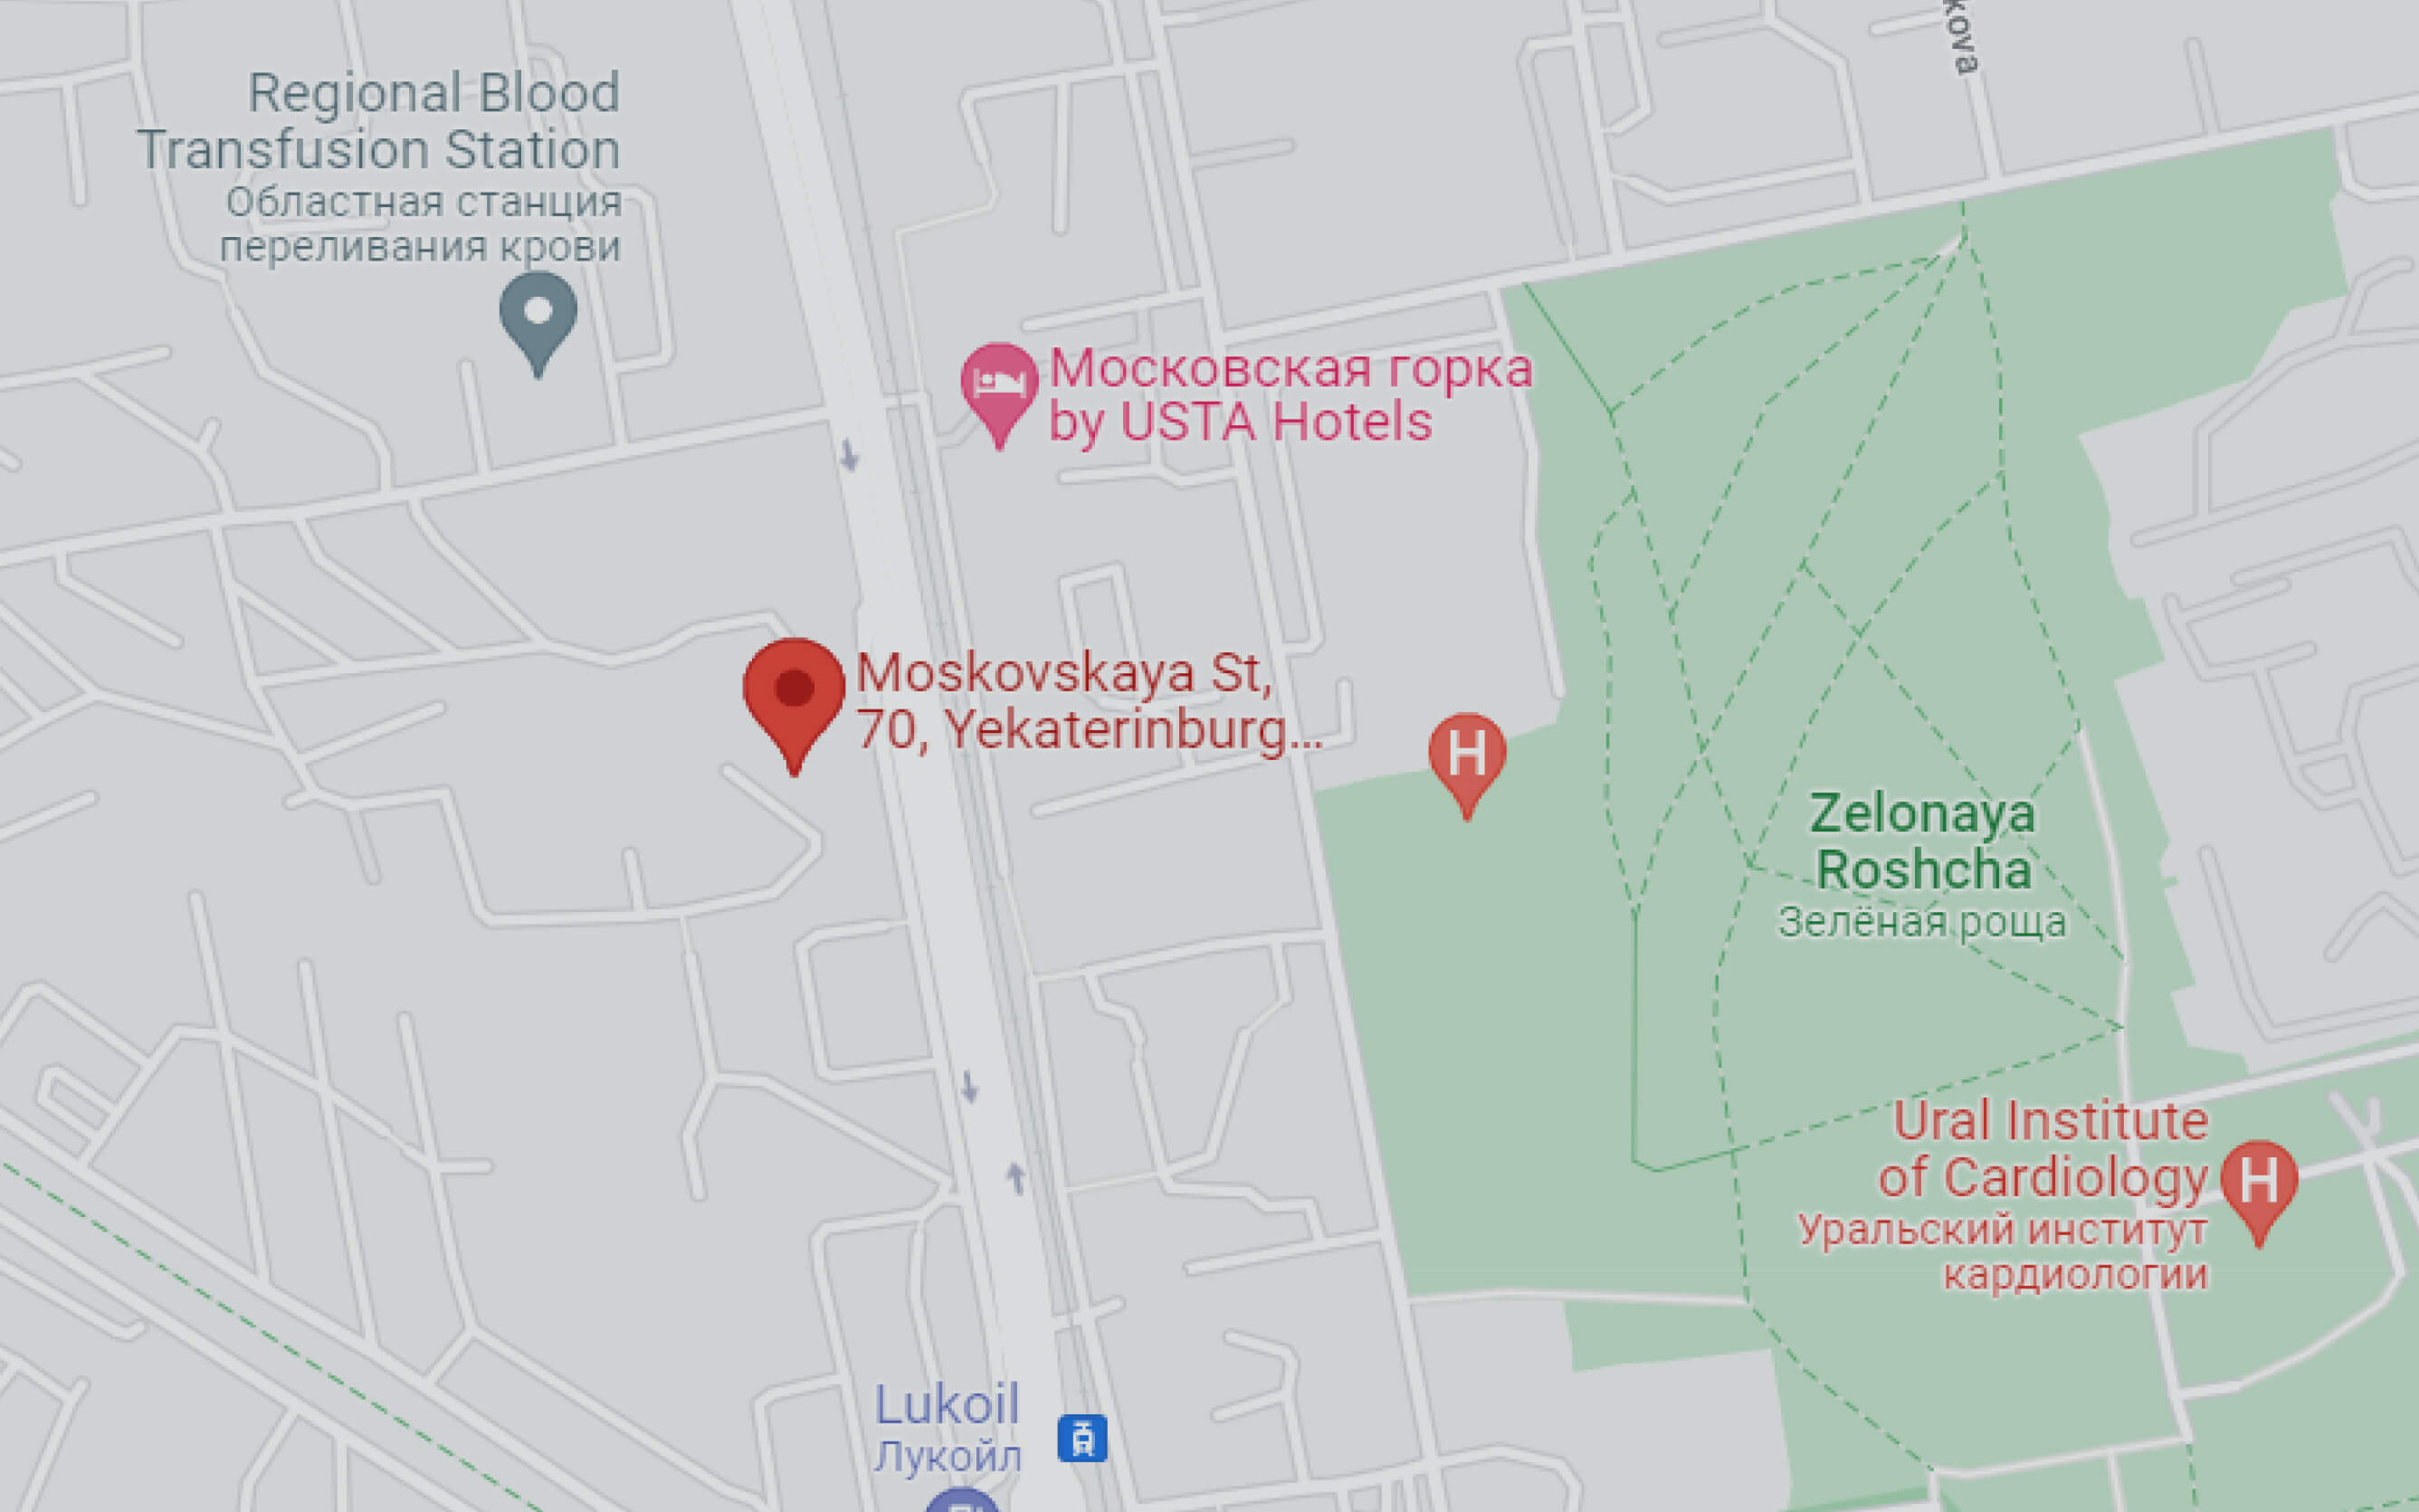 kova
Regional Blood
Transfusion Station
Областная станция
переливания крови
Московская горка
by USTA Hotels
Moskovskaya St,
70, Yekaterinburg...
H
Zelonaya
Roshcha
Зелёная роща
Ural Institute
of Cardiology
Уральский институт
кардиологии
H
Lukoil
Лукойл